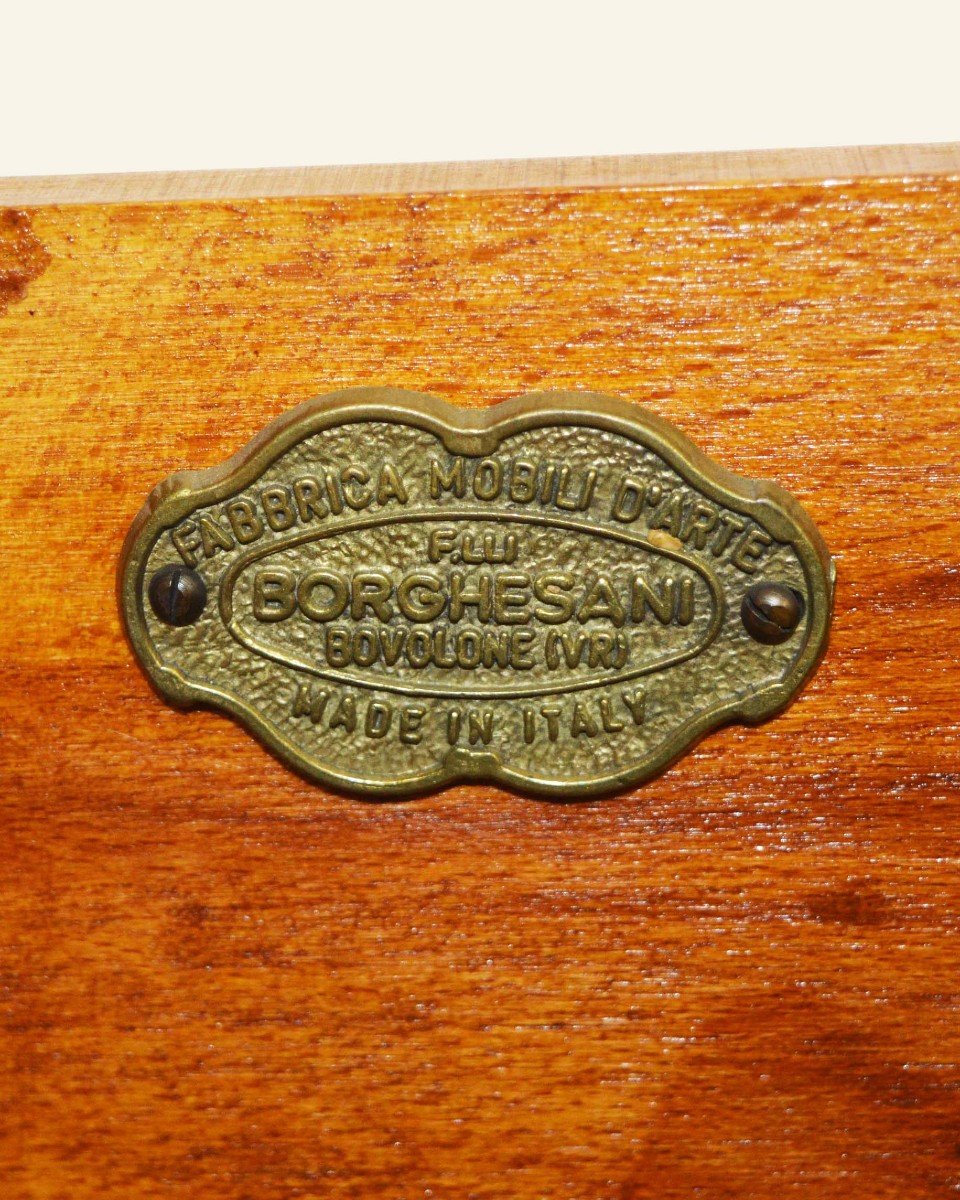 FABBRICA MOBILI D'ARTE
F.LLI
BORGHESANI
BOVOLONE (VR)
MADE IN ITALY